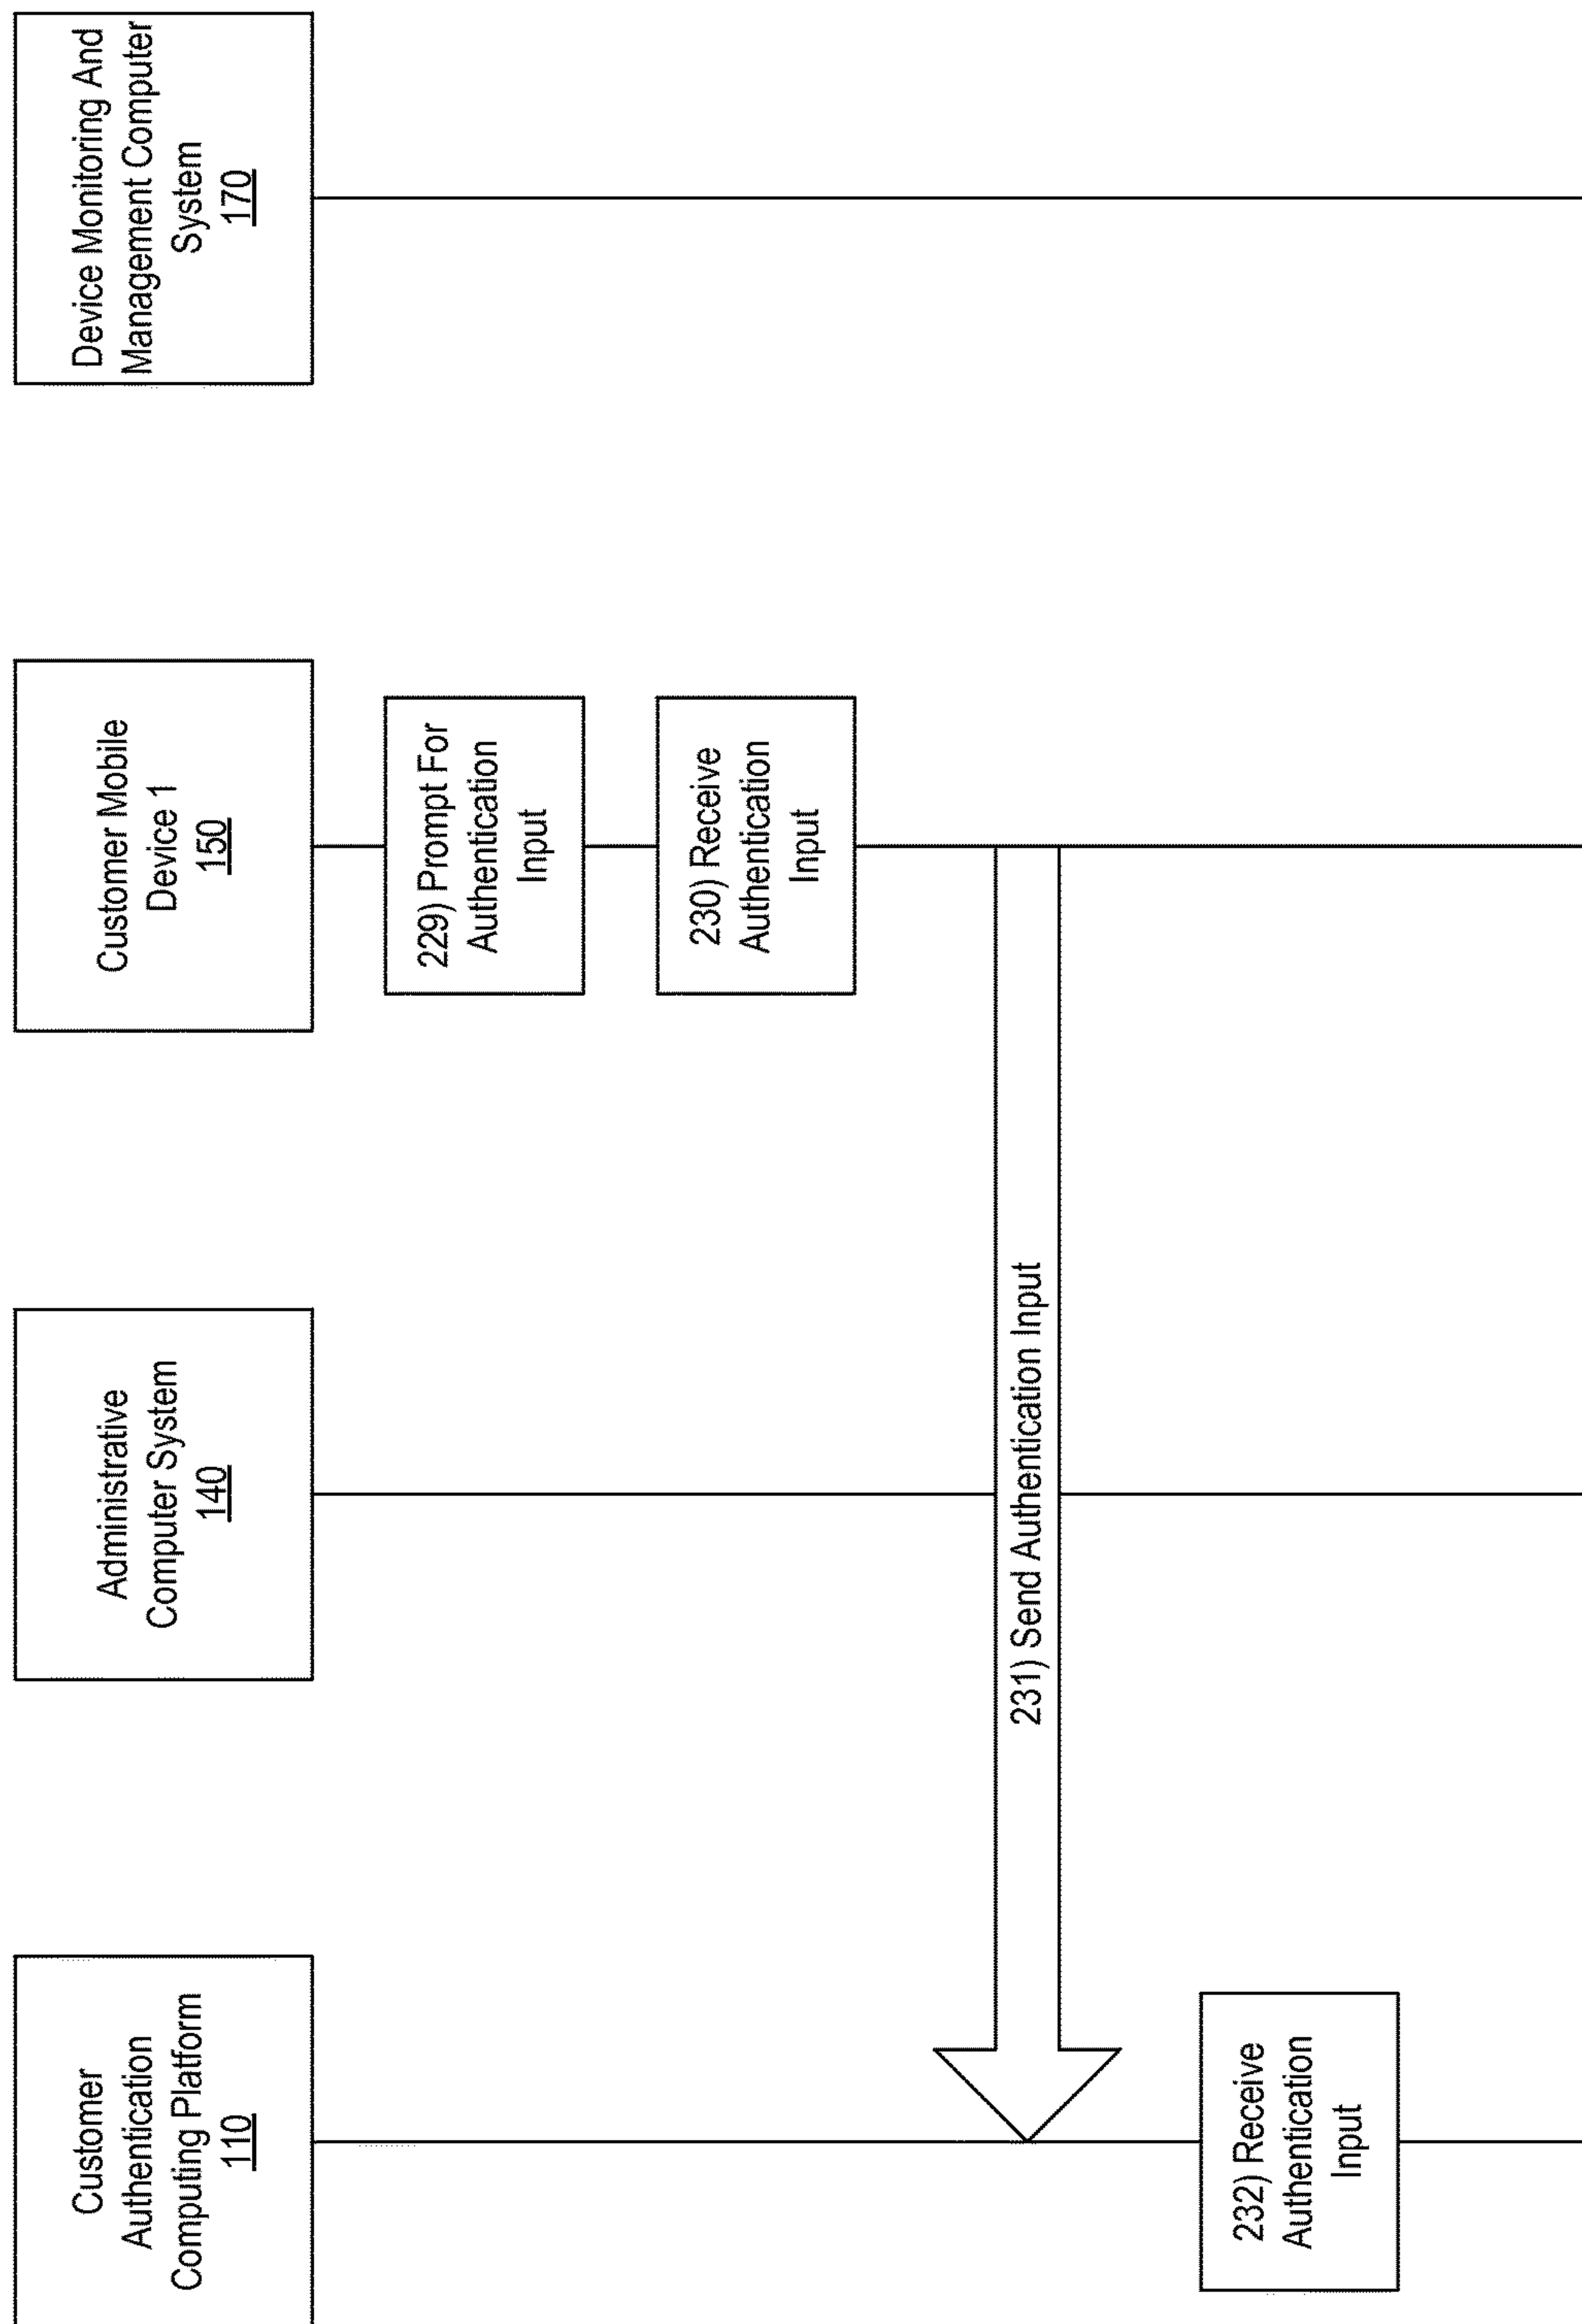 Customer
Authentication
Computing Platform
110
Administrative
Computer System
140
Customer Mobile
Device 1
150
Device Monitoring And
Management Computer
System
170
229) Prompt For
Authentication
Input
230) Receive
Authentication
Input
231) Send Authentication Input
232) Receive
Authentication
Input